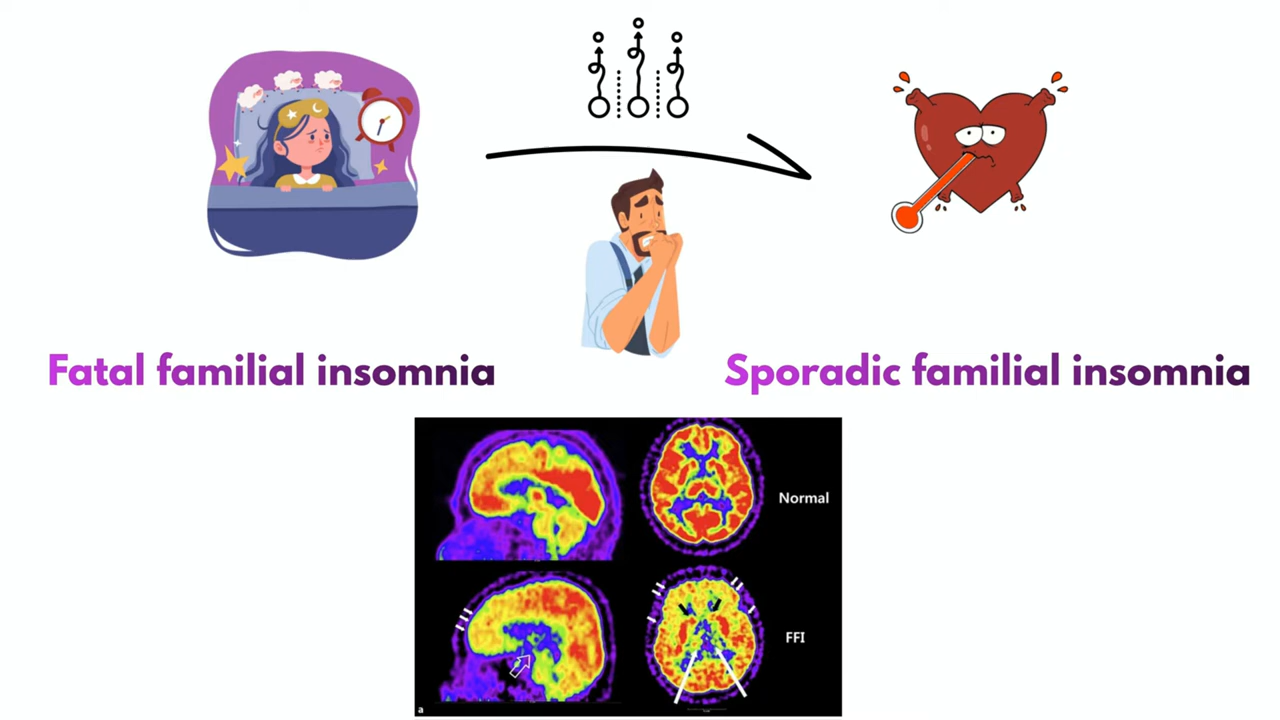 Fatal familial insomnia
Sporadic familial insomnia
Normal
FFI
a